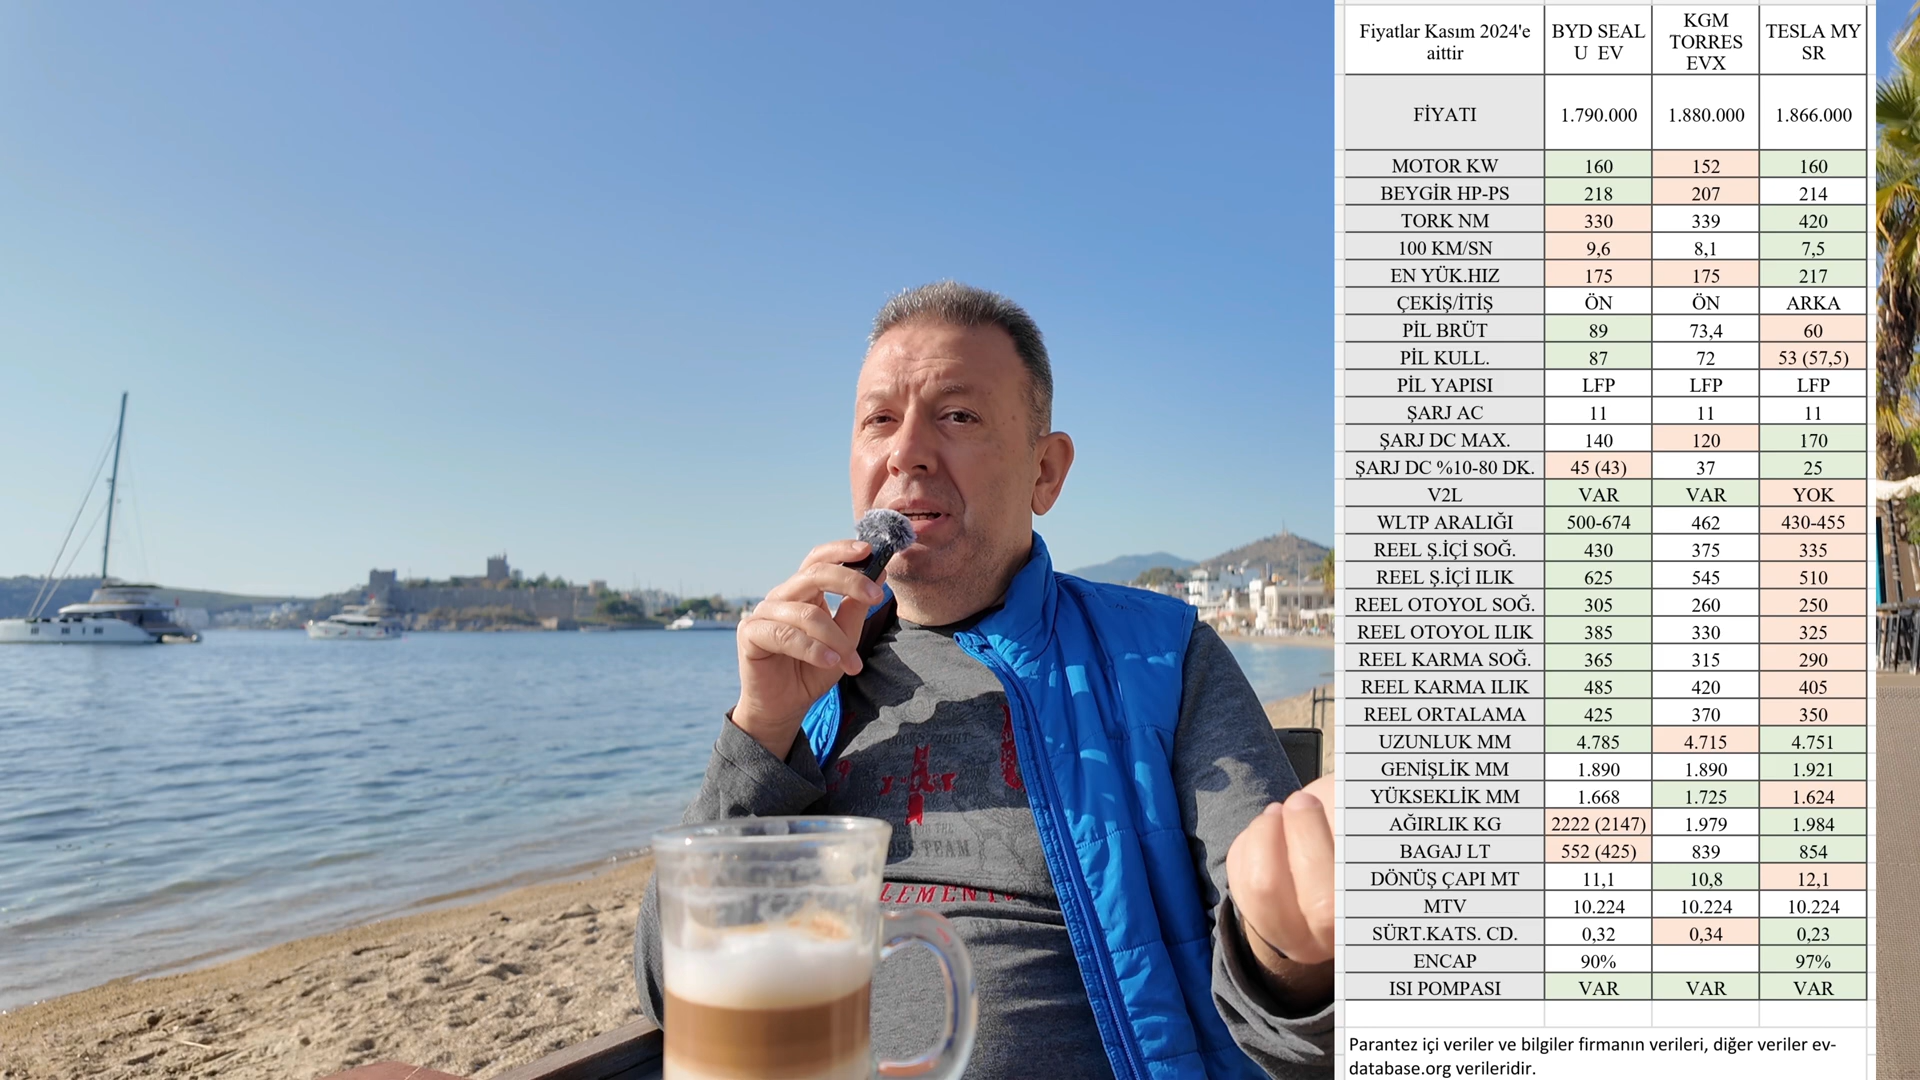 Fiyatlar Kasım 2024'e aittir BYD SEAL U EV KGM TORRES EVX TESLA MY SR
FİYATI 1.790.000 1.880.000 1.866.000
MOTOR KW 160 152 160
BEYGİR HP-PS 218 207 214
TORK NM 330 339 420
100 KM/SN 9,6 8,1 7,5
EN YÜK.HIZ 175 175 217
ÇEKİŞ/İTİŞ ÖN ÖN ARKA
PİL BRÜT 89 73,4 60
PİL KULL. 87 72 53 (57,5)
PİL YAPISI LFP LFP LFP
ŞARJ AC 11 11 11
ŞARJ DC MAX. 140 120 170
ŞARJ DC %10-80 DK. 45 (43) 37 25
V2L VAR VAR YOK
WLTP ARALIĞI 500-674 462 430-455
REEL Ş.İÇİ SOĞ. 430 375 335
REEL Ş.İÇİ ILIK 625 545 510
REEL OTOYOL SOĞ. 305 260 250
REEL OTOYOL ILIK 385 330 325
REEL KARMA SOĞ. 365 315 290
REEL KARMA ILIK 485 420 405
REEL ORTALAMA 425 370 350
UZUNLUK MM 4.785 4.715 4.751
GENİŞLİK MM 1.890 1.890 1.921
YÜKSEKLİK MM 1.668 1.725 1.624
AĞIRLIK KG 2222 (2147) 1.979 1.984
BAGAJ LT 552 (425) 839 854
DÖNÜŞ ÇAPI MT 11,1 10,8 12,1
MTV 10.224 10.224 10.224
SÜRT.KATS. CD. 0,32 0,34 0,23
ENCAP 90% 97%
ISI POMPASI VAR VAR VAR
Parantez içi veriler ve bilgiler firmanın verileri, diğer veriler ev-
database.org verileridir.
TEAM